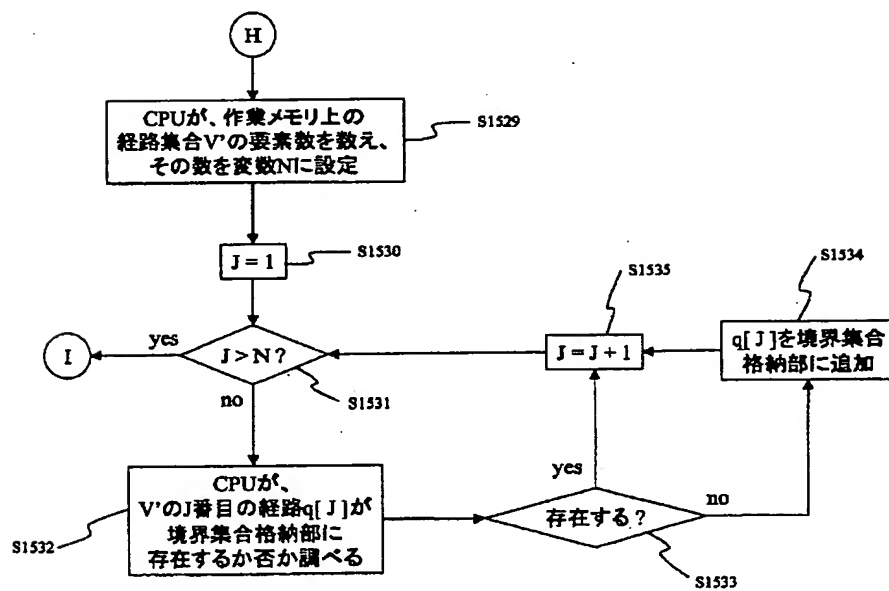 H
CPUが、作業メモリ上の
経路集合V'の要素数を数え、
その数を変数Nに設定
S1529
J = 1
S1530
J > N ?
yes
I
no
S1531
CPUが、
V'のJ番目の経路q[ J ]が
境界集合格納部に
存在するか否か調べる
S1532
存在する?
S1533
yes
no
J = J + 1
S1535
q[ J ]を境界集合
格納部に追加
S1534